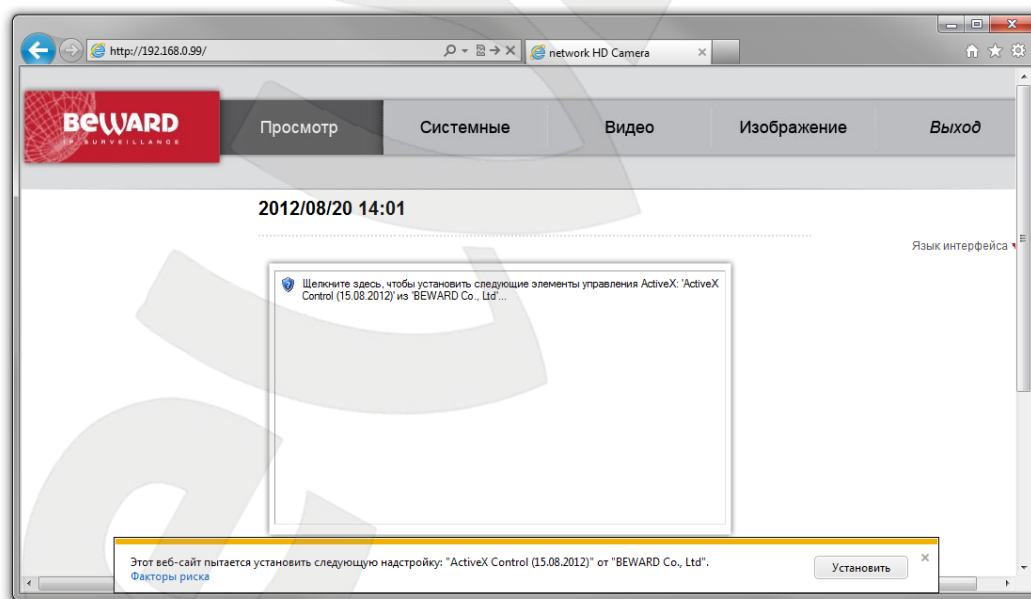 http://192.168.0.99/
network HD Camera
BEWARD
IP SURVEILLANCE
Просмотр
Системные
Видео
Изображение
Выход
2012/08/20 14:01
Язык интерфейса
Щелкните здесь, чтобы установить следующие элементы управления ActiveX: 'ActiveX
Control (15.08.2012)' из 'BEWARD Co., Ltd'...
Этот веб-сайт пытается установить следующую надстройку: "ActiveX Control (15.08.2012)" от "BEWARD Co., Ltd".
Факторы риска
Установить